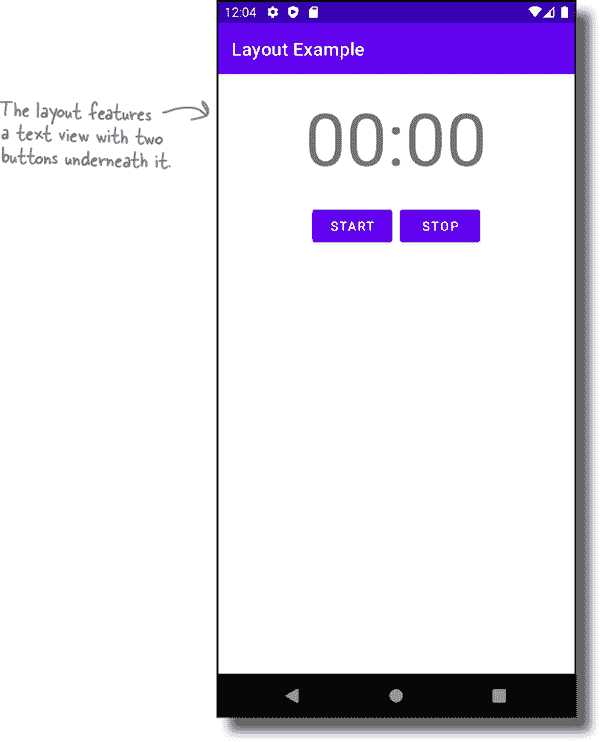 12:04
Layout Example
The layout features
a text view with two
buttons underneath it.
00:00
START STOP